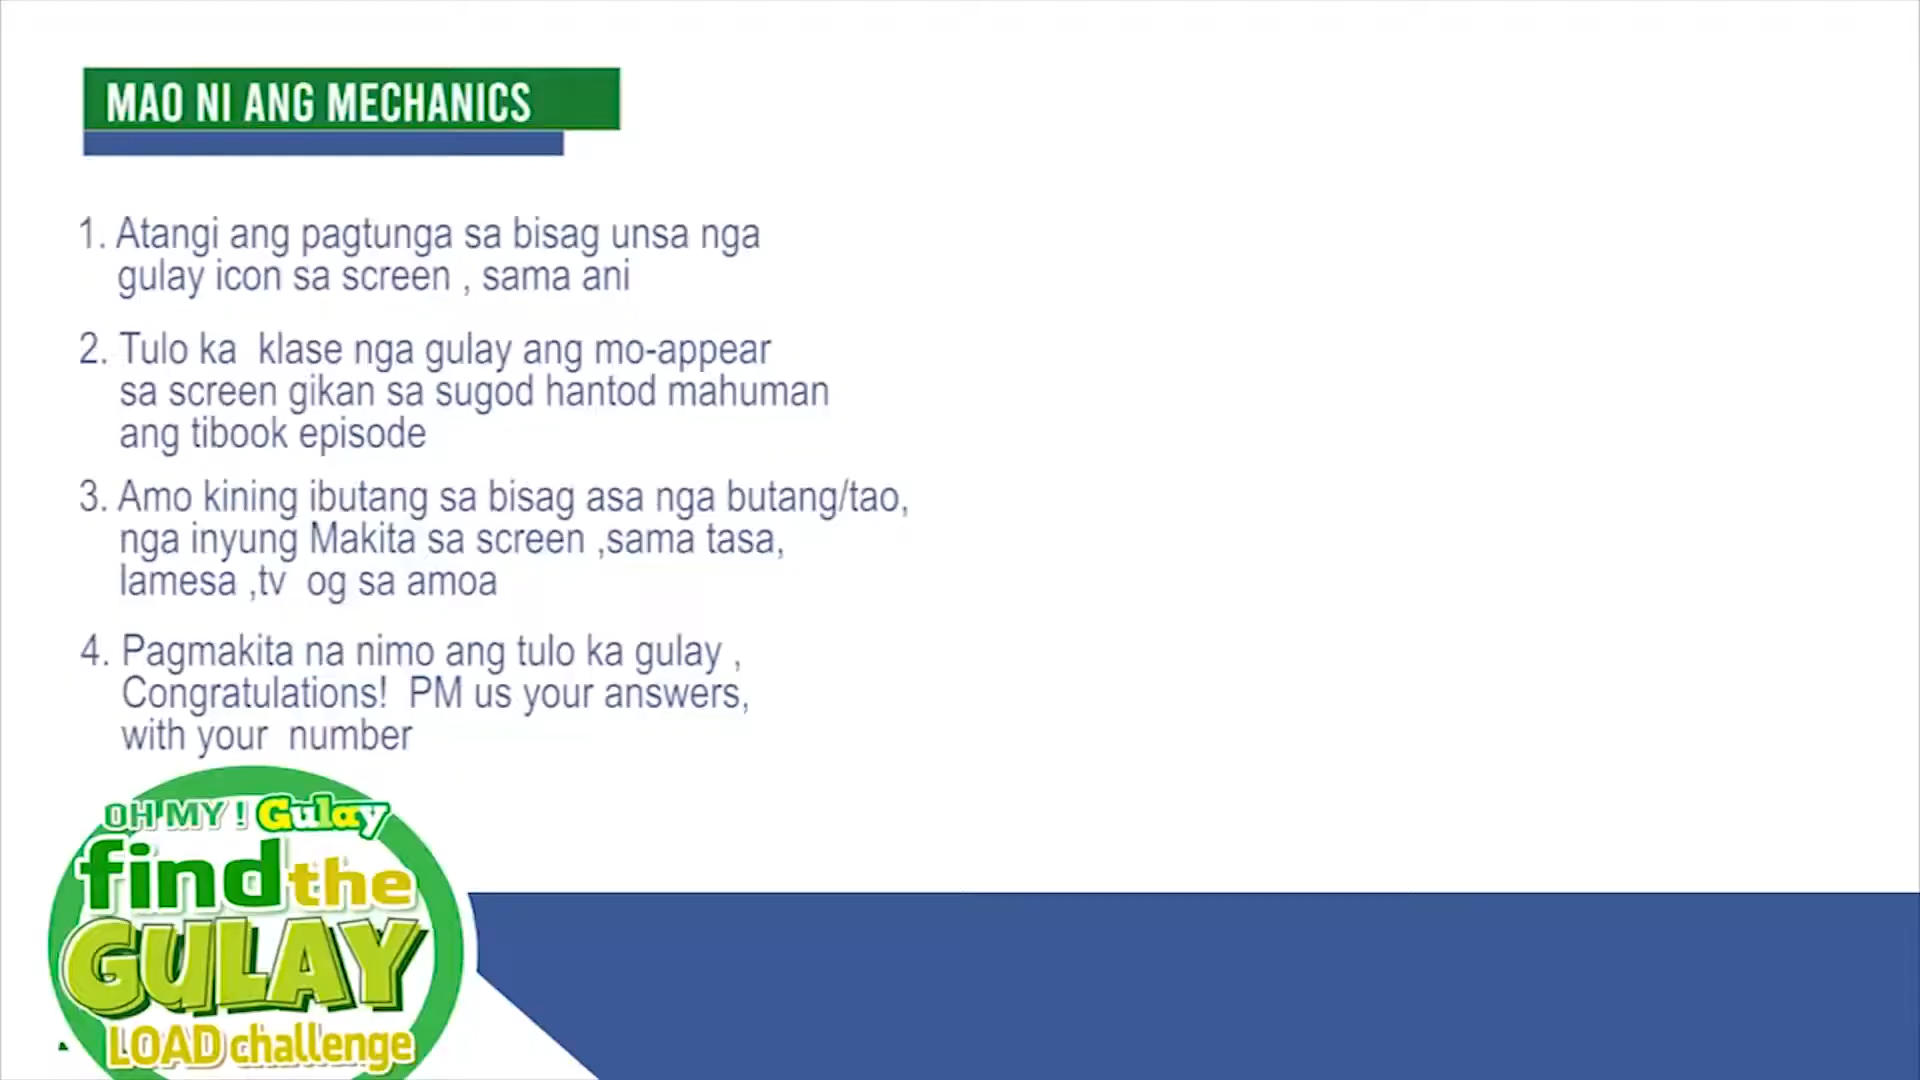 MAO NI ANG MECHANICS
1. Atangi ang pagtunga sa bisag unsa nga
gulay icon sa screen , sama ani
2. Tulo ka klase nga gulay ang mo-appear
sa screen gikan sa sugod hantod mahuman
ang tibook episode
3. Amo kining ibutang sa bisag asa nga butang/tao,
nga inyung Makita sa screen ,sama tasa,
lamesa ,tv og sa amoa
4. Pagmakita na nimo ang tulo ka gulay ,
Congratulations! PM us your answers,
with your number
OH MY ! Gulay
find the
GULAY
LOAD challenge